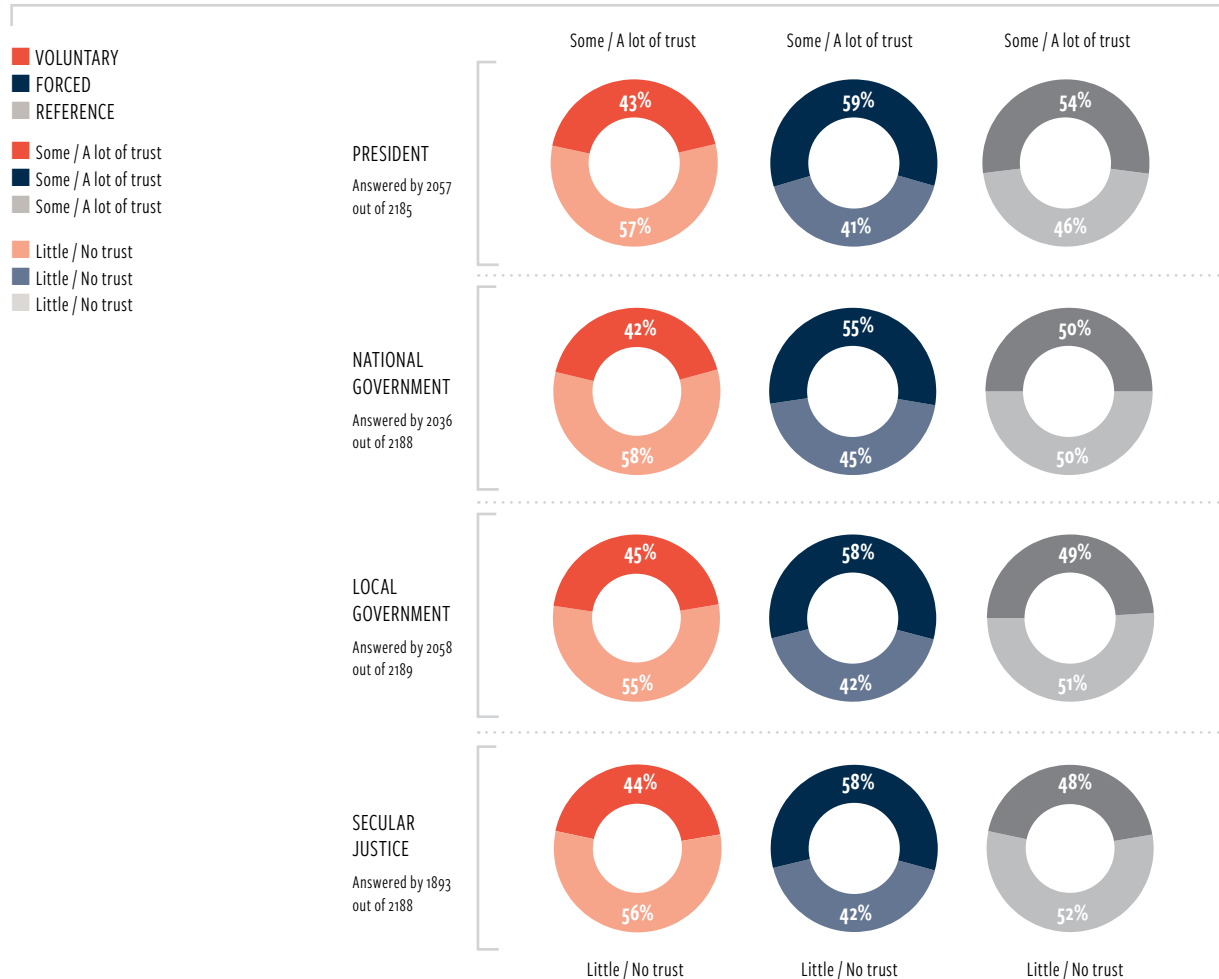 VOLUNTARY
FORCED
REFERENCE
Some / A lot of trust
Some / A lot of trust
Some / A lot of trust
Little / No trust
Little / No trust
Little / No trust
Some / A lot of trust
Some / A lot of trust
Some / A lot of trust
PRESIDENT
Answered by 2057
out of 2185
43%
57%
59%
41%
54%
46%
NATIONAL
GOVERNMENT
Answered by 2036
out of 2188
42%
58%
55%
45%
50%
50%
LOCAL
GOVERNMENT
Answered by 2058
out of 2189
45%
55%
58%
42%
49%
51%
SECULAR
JUSTICE
Answered by 1893
out of 2188
44%
56%
58%
42%
48%
52%
Little / No trust
Little / No trust
Little / No trust